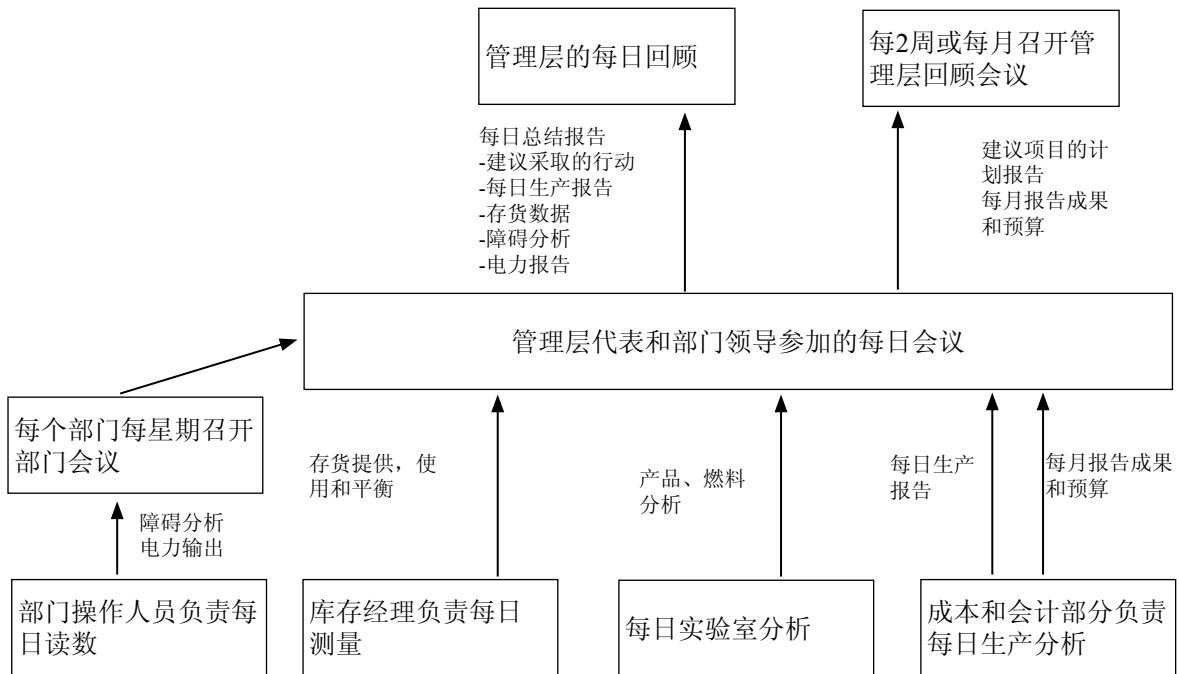 管理层的每日回顾
每2周或每月召开管
理层回顾会议
每日总结报告
-建议采取的行动
-每日生产报告
-存货数据
-障碍分析
-电力报告
建议项目的计
划报告
每月报告成果
和预算
管理层代表和部门领导参加的每日会议
每个部门每星期召开
部门会议
存货提供，使
用和平衡
产品、燃料
分析
每日生产
报告
每月报告成果
和预算
障碍分析
电力输出
部门操作人员负责每
日读数
库存经理负责每日
测量
每日实验室分析
成本和会计部分负责
每日生产分析